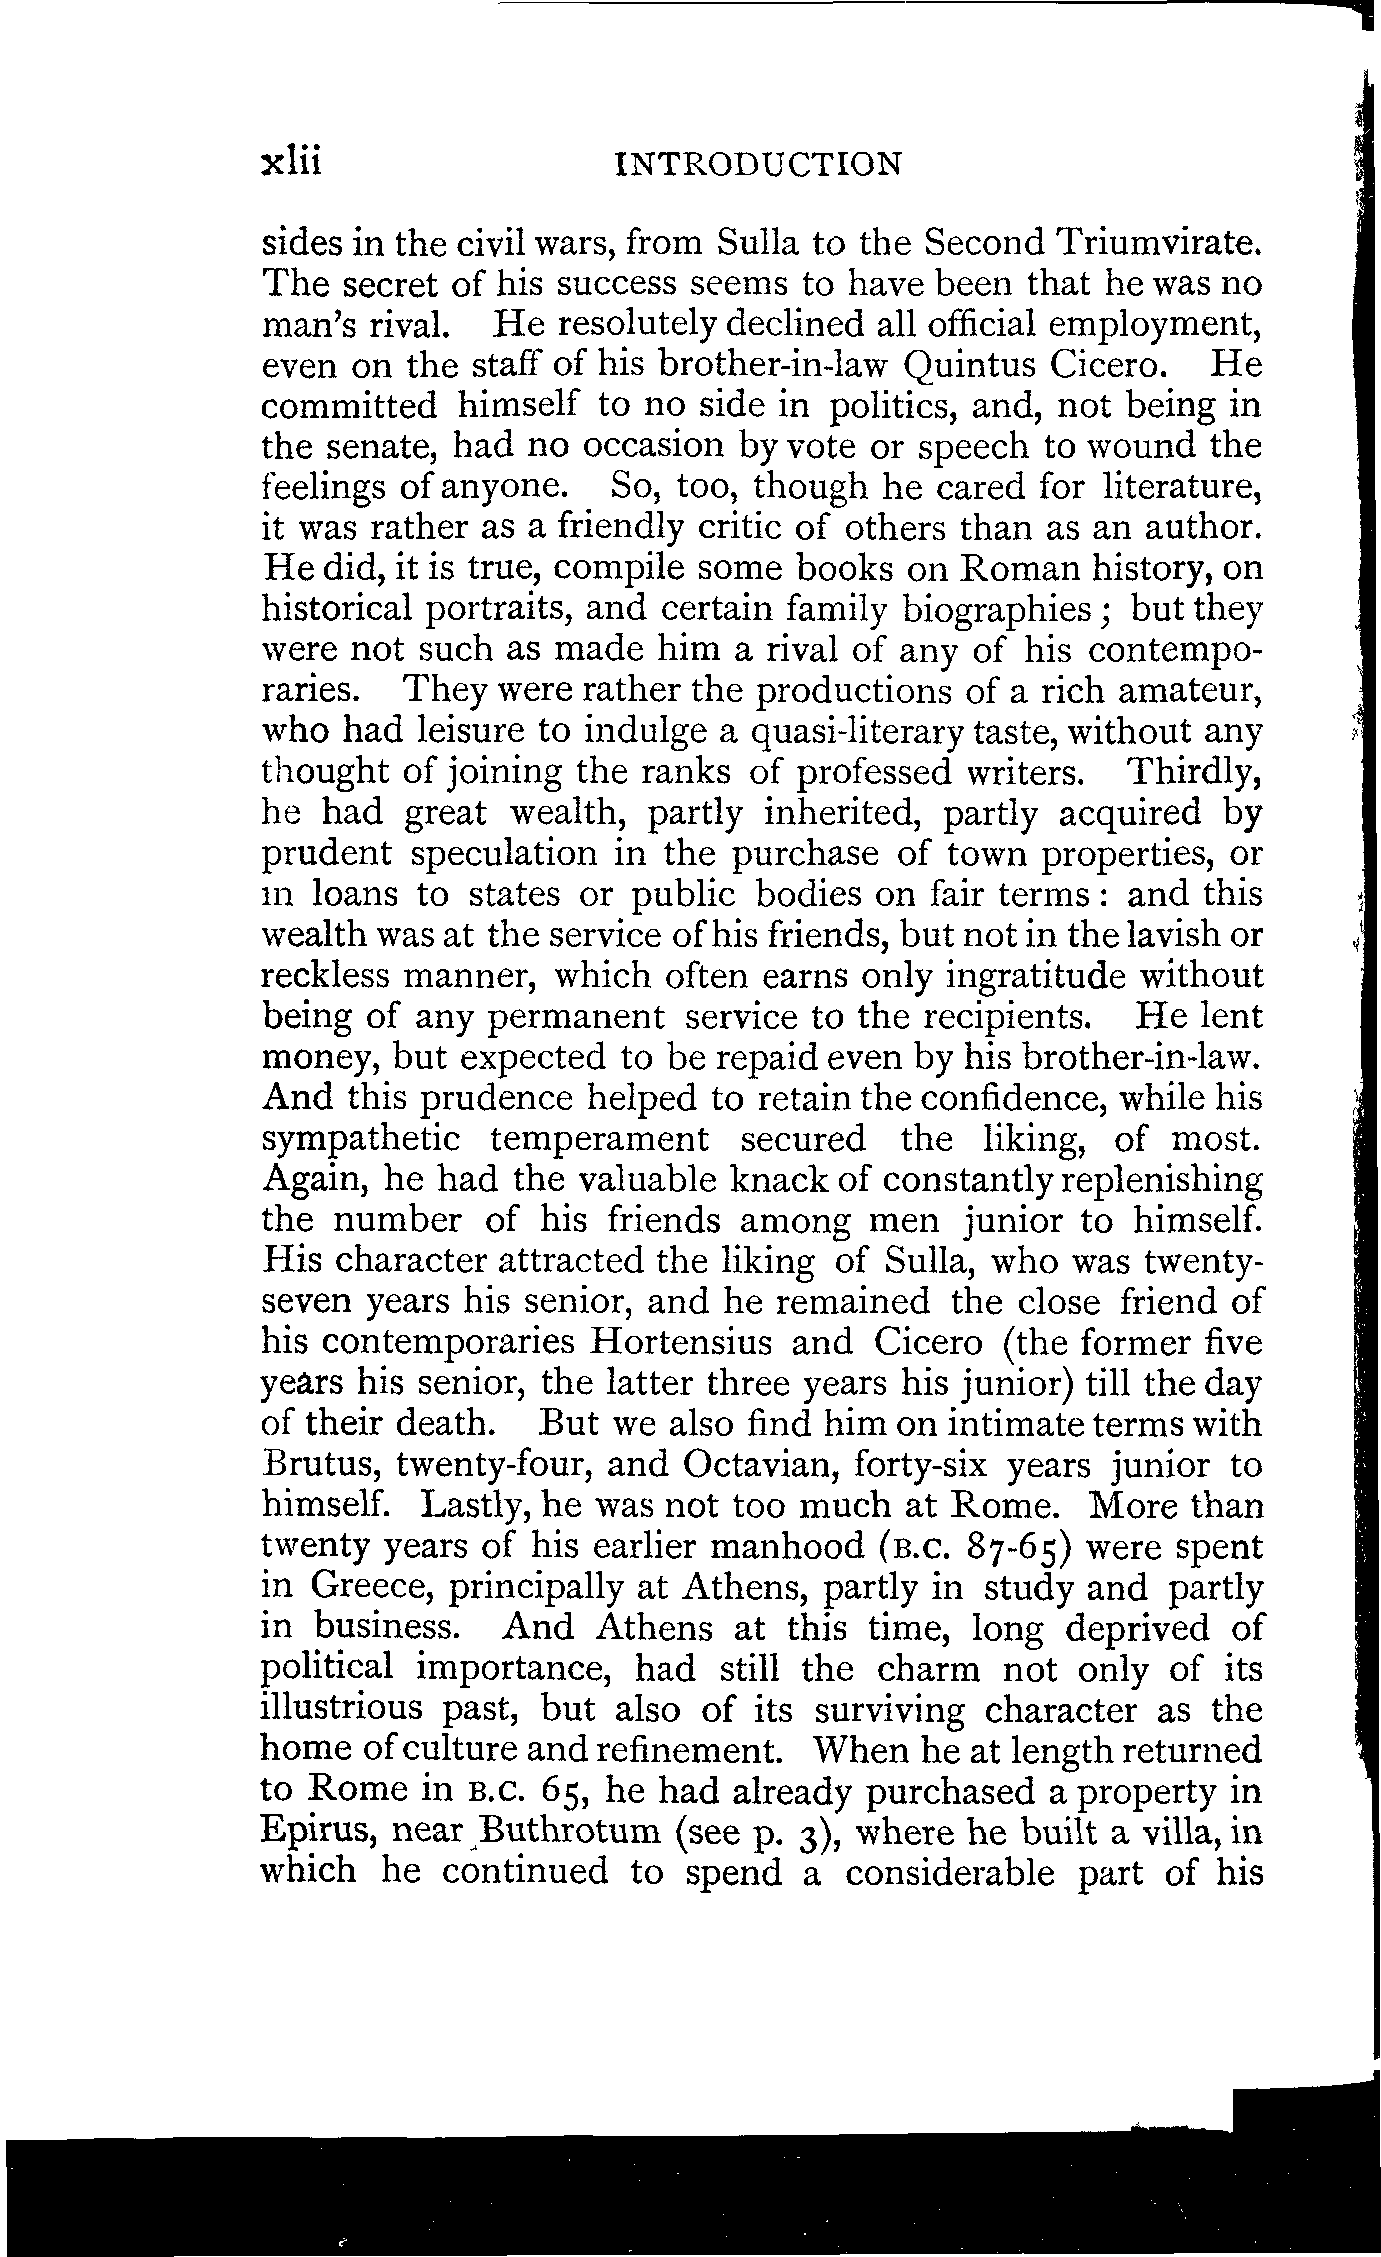 xlii INTRODUCTION
sides in the civil wars, from Sulla to the Second Triumvirate.
The secret of his success seems to have been that he was no
man's rival. He resolutely declined all official employment,
even on the staff of his brother-in-law Quintus Cicero. He
committed himself to no side in politics, and, not being in
the senate, had no occasion by vote or speech to wound the
feelings of anyone. So, too, though he cared for literature,
it was rather as a friendly critic of others than as an author.
He did, it is true, compile some books on Roman history, on
historical portraits, and certain family biographies; but they
were not such as made him a rival of any of his contempo-
raries. They were rather the productions of a rich amateur,
who had leisure to indulge a quasi-literary taste, without any
thought of joining the ranks of professed writers. Thirdly,
he had great wealth, partly inherited, partly acquired by
prudent speculation in the purchase of town properties, or
in loans to states or public bodies on fair terms: and this
wealth was at the service of his friends, but not in the lavish or
reckless manner, which often earns only ingratitude without
being of any permanent service to the recipients. He lent
money, but expected to be repaid even by his brother-in-law.
And this prudence helped to retain the confidence, while his
sympathetic temperament secured the liking, of most.
Again, he had the valuable knack of constantly replenishing
the number of his friends among men junior to himself.
His character attracted the liking of Sulla, who was twenty-
seven years his senior, and he remained the close friend of
his contemporaries Hortensius and Cicero (the former five
years his senior, the latter three years his junior) till the day
of their death. But we also find him on intimate terms with
Brutus, twenty-four, and Octavian, forty-six years junior to
himself. Lastly, he was not too much at Rome. More than
twenty years of his earlier manhood (B.C. 87-65) were spent
in Greece, principally at Athens, partly in study and partly
in business. And Athens at this time, long deprived of
political importance, had still the charm not only of its
illustrious past, but also of its surviving character as the
home of culture and refinement. When he at length returned
to Rome in B.C. 65, he had already purchased a property in
Epirus, near Buthrotum (see p. 3), where he built a villa, in
which he continued to spend a considerable part of his